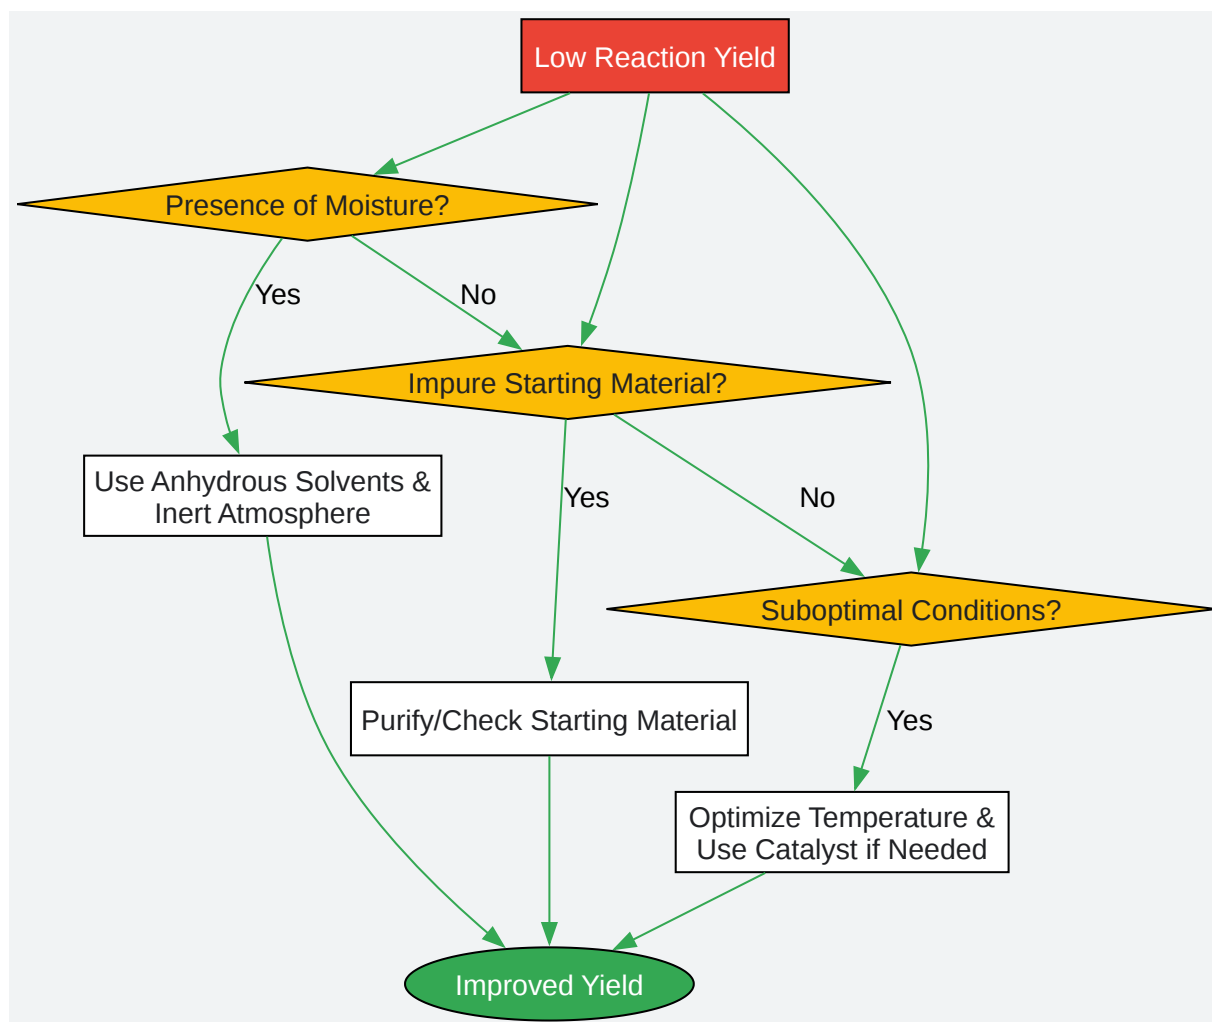 Low Reaction Yield
Presence of Moisture?
Yes
No
Impure Starting Material?
Use Anhydrous Solvents &
Inert Atmosphere
Yes
No
Suboptimal Conditions?
Purify/Check Starting Material
Yes
Optimize Temperature &
Use Catalyst if Needed
Improved Yield